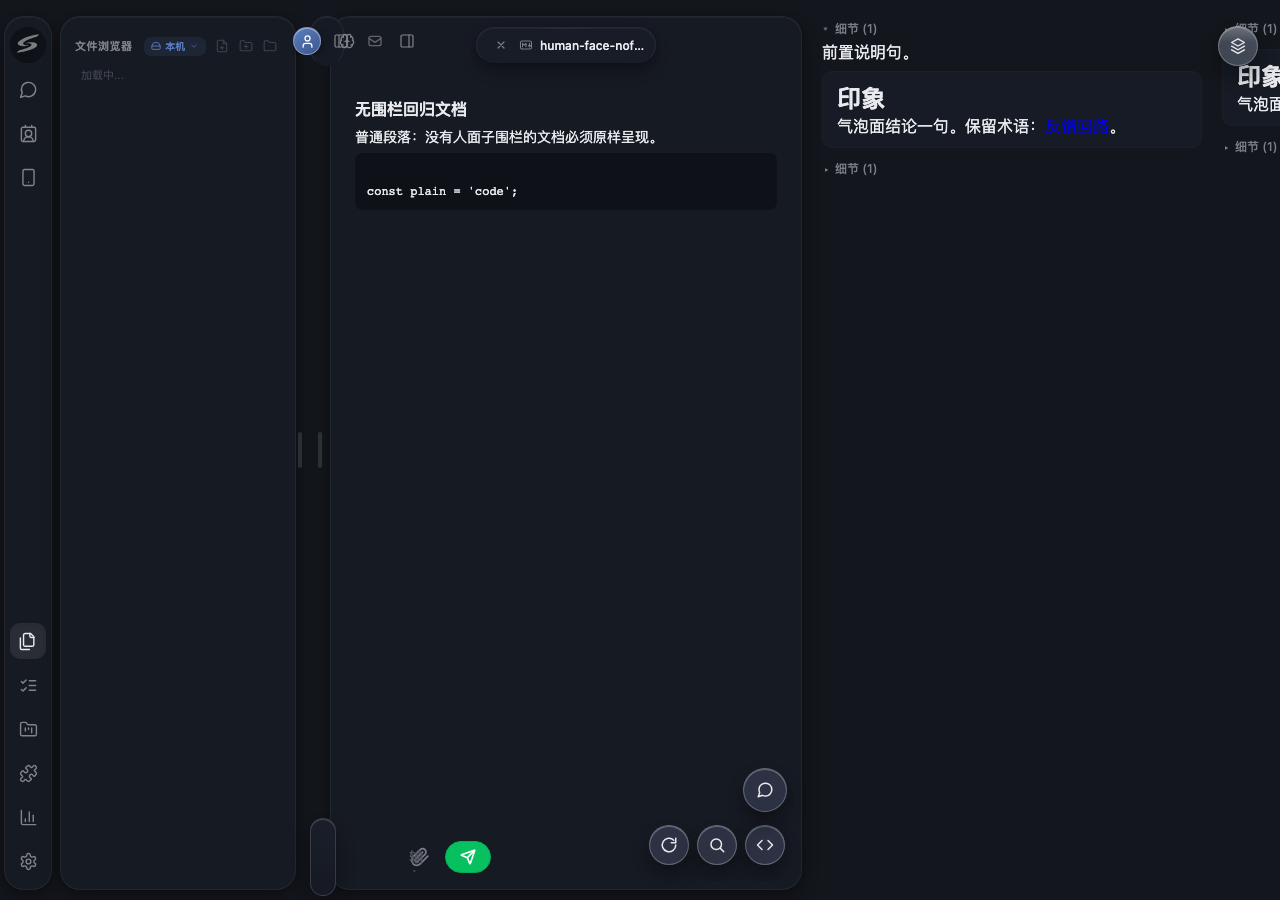 文件浏览器
本机
加载中...
human-face-nof...
无围栏回归文档
普通段落：没有人面子围栏的文档必须原样呈现。
const plain = 'code';
细节 (1)
前置说明句。
印象
气泡面结论一句。保留术语：反馈回路。
细节 (1)
细节 (1)
印象
气泡面
细节 (1)